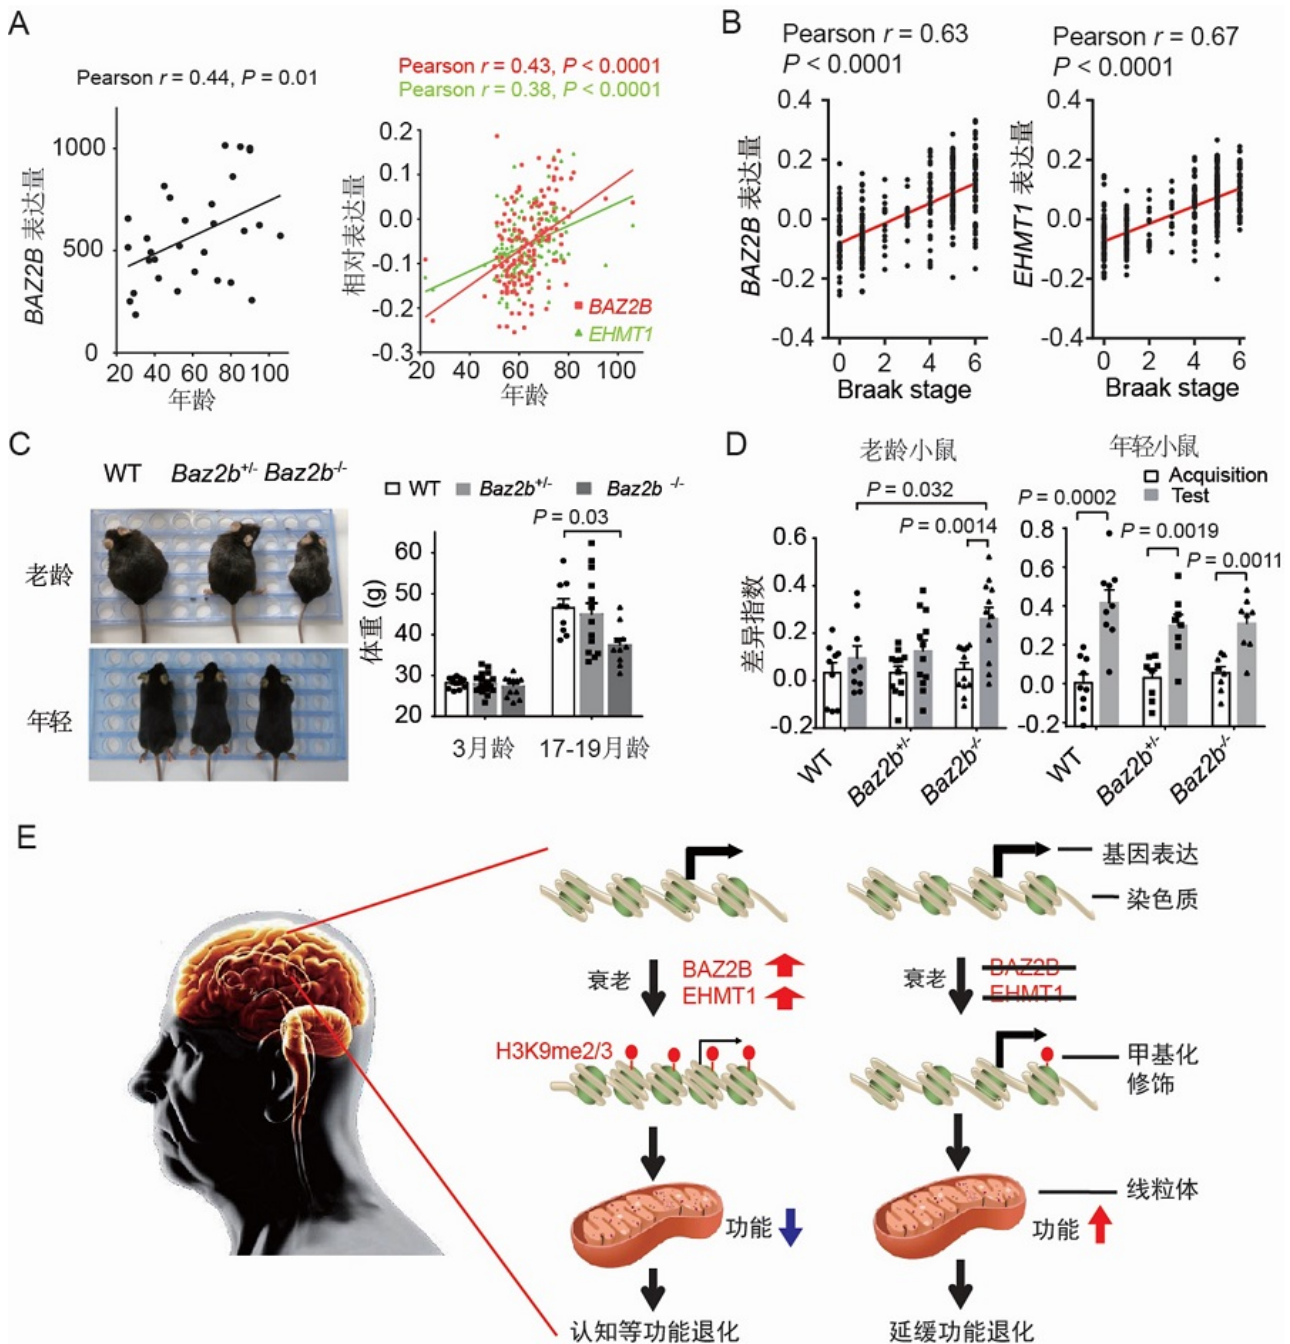 A
Pearson r = 0.44, P = 0.01
BAZ2B 表达量
1000
500
0
20 40 60 80 100
年龄
Pearson r = 0.43, P < 0.0001
Pearson r = 0.38, P < 0.0001
相对表达量
0.2
0.1
0.0
-0.1
-0.2
-0.3
BAZ2B
EHMT1
20 40 60 80 100
年龄
B
Pearson r = 0.63
P < 0.0001
BAZ2B 表达量
0.4
0.2
0.0
-0.2
-0.4
0 1 2 3 4 5 6
Braak stage
Pearson r = 0.67
P < 0.0001
EHMT1 表达量
0.4
0.2
0.0
-0.2
-0.4
0 1 2 3 4 5 6
Braak stage
C
WT Baz2b+/- Baz2b-/-
老龄
年轻
WT Baz2b+/- Baz2b -/-
P = 0.03
体重 (g)
60
50
40
30
20
3月龄 17-19月龄
D
老龄小鼠
P = 0.032
P = 0.0014
差异指数
0.6
0.4
0.2
0.0
-0.2
WT Baz2b+/- Baz2b-/-
年轻小鼠
Acquisition
Test
P = 0.0002
P = 0.0019
P = 0.0011
0.8
0.6
0.4
0.2
0.0
-0.2
WT Baz2b+/- Baz2b-/-
E
基因表达
染色质
衰老
BAZ2B
EHMT1
衰老
BAZ2B
EHMT1
H3K9me2/3
甲基化
修饰
线粒体
功能
功能
认知等功能退化
延缓功能退化